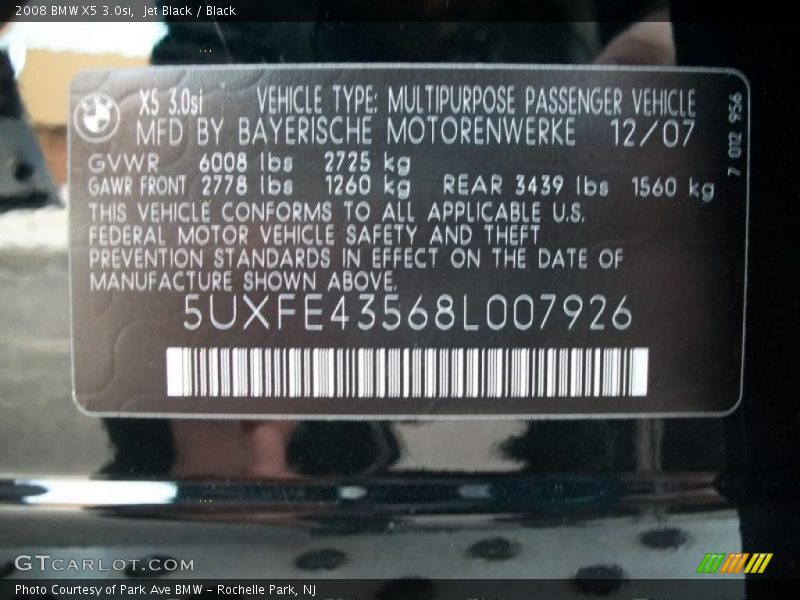 2008 BMW X5 3.0si, Jet Black / Black
X5 3.0si VEHICLE TYPE: MULTIPURPOSE PASSENGER VEHICLE
MFD BY BAYERISCHE MOTORENWERKE 12/07
GVWR 6008 lbs 2725 kg
GAWR FRONT 2778 lbs 1260 kg REAR 3439 lbs 1560 kg
THIS VEHICLE CONFORMS TO ALL APPLICABLE U.S.
FEDERAL MOTOR VEHICLE SAFETY AND THEFT
PREVENTION STANDARDS IN EFFECT ON THE DATE OF
MANUFACTURE SHOWN ABOVE.
5UXFE43568L007926
7 012 956
GTCARLOT.COM
Photo Courtesy of Park Ave BMW - Rochelle Park, NJ